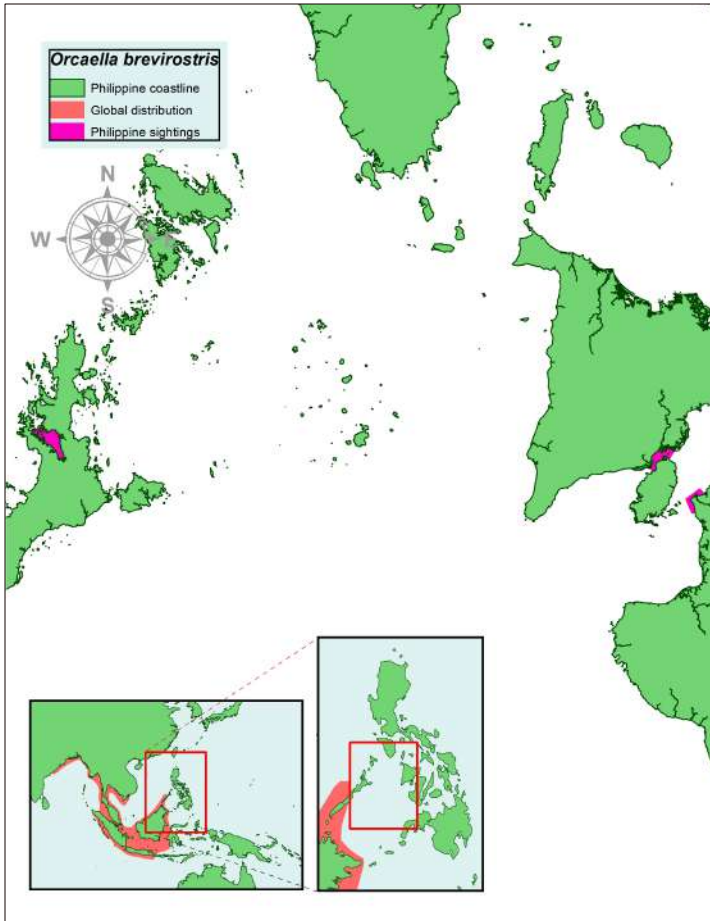 Orcaella brevirostris
Philippine coastline
Global distribution
Philippine sightings
N
W
S